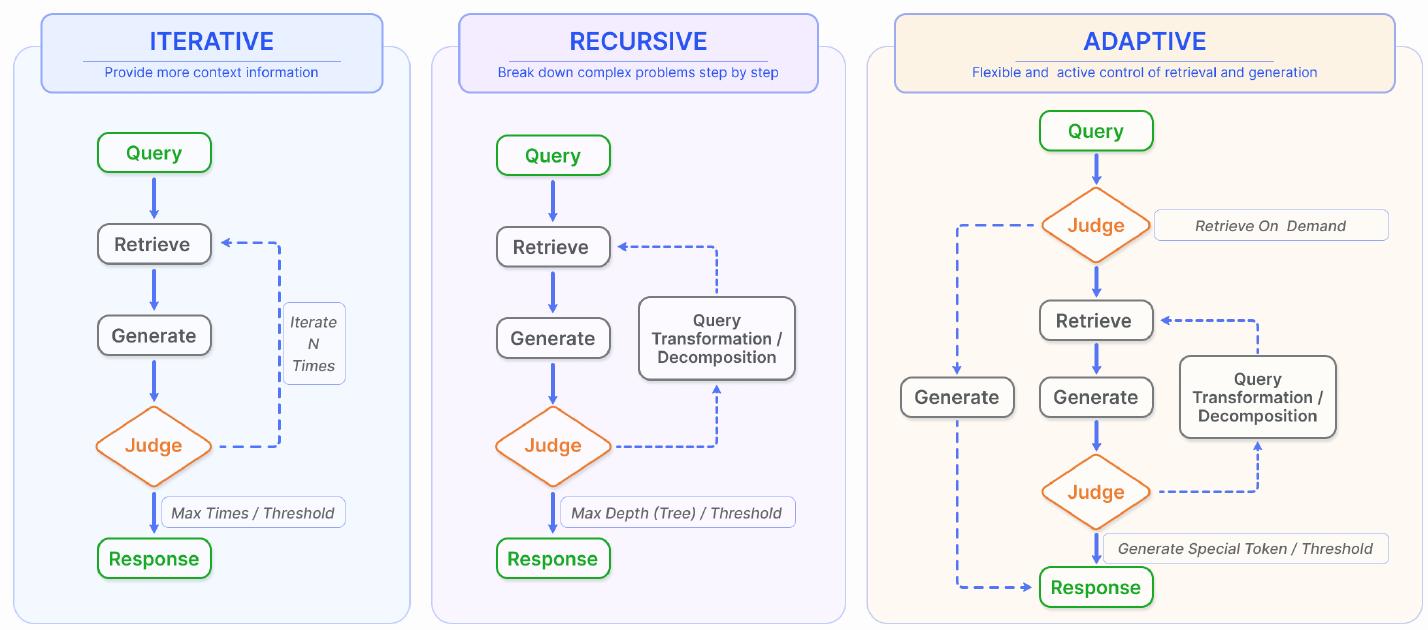 ITERATIVE
Provide more context information
Query
Retrieve
Generate
Iterate
N
Times
Judge
Max Times / Threshold
Response
RECURSIVE
Break down complex problems step by step
Query
Retrieve
Generate
Query
Transformation /
Decomposition
Judge
Max Depth (Tree) / Threshold
Response
ADAPTIVE
Flexible and active control of retrieval and generation
Query
Judge
Retrieve On Demand
Retrieve
Generate
Generate
Query
Transformation /
Decomposition
Judge
Generate Special Token / Threshold
Response